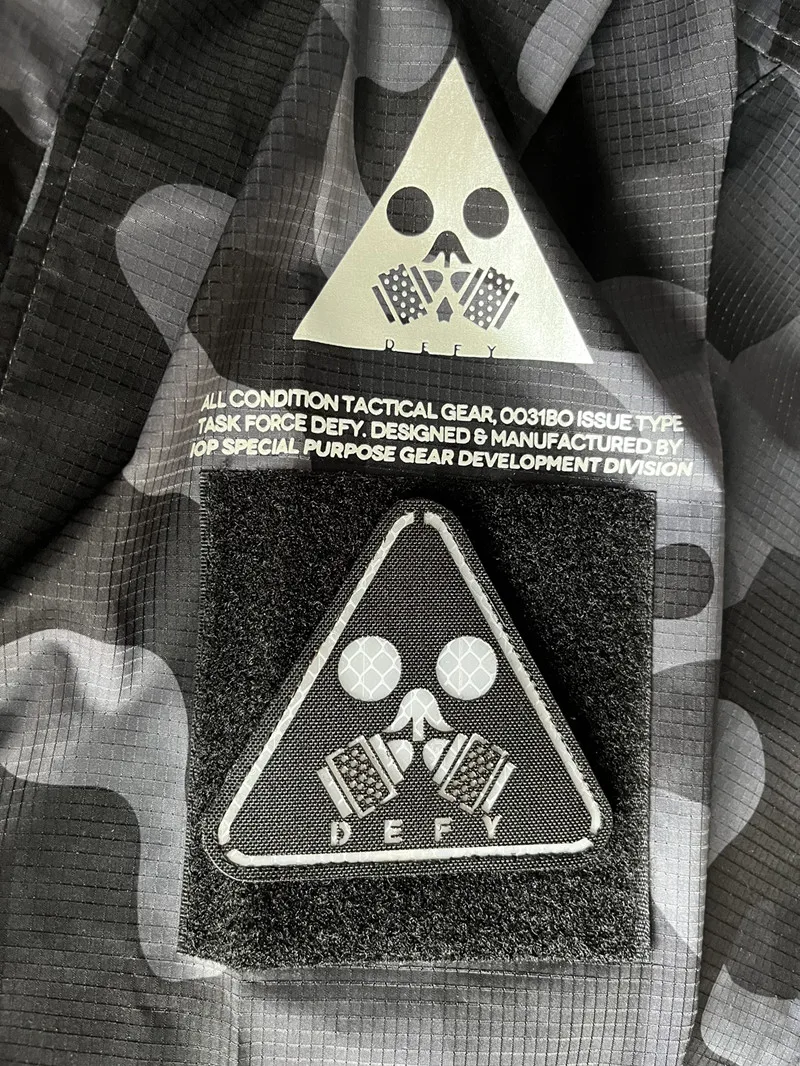 DEFY
ALL CONDITION TACTICAL GEAR, 0031BO ISSUE TYPE
TASK FORCE DEFY. DESIGNED & MANUFACTURED BY
IOP SPECIAL PURPOSE GEAR DEVELOPMENT DIVISION
DEFY